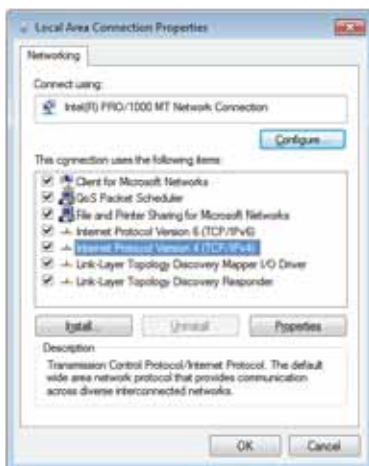 Local Area Connection Properties
Networking
Connect using:
Intel(R) PRO/1000 MT Network Connection
Configure...
This connection uses the following items:
Client for Microsoft Networks
QoS Packet Scheduler
File and Printer Sharing for Microsoft Networks
Internet Protocol Version 6 (TCP/IPv6)
Internet Protocol Version 4 (TCP/IPv4)
Link-Layer Topology Discovery Mapper I/O Driver
Link-Layer Topology Discovery Responder
Install...
Uninstall
Properties
Description
Transmission Control Protocol/Internet Protocol. The default
wide area network protocol that provides communication
across diverse interconnected networks.
OK
Cancel